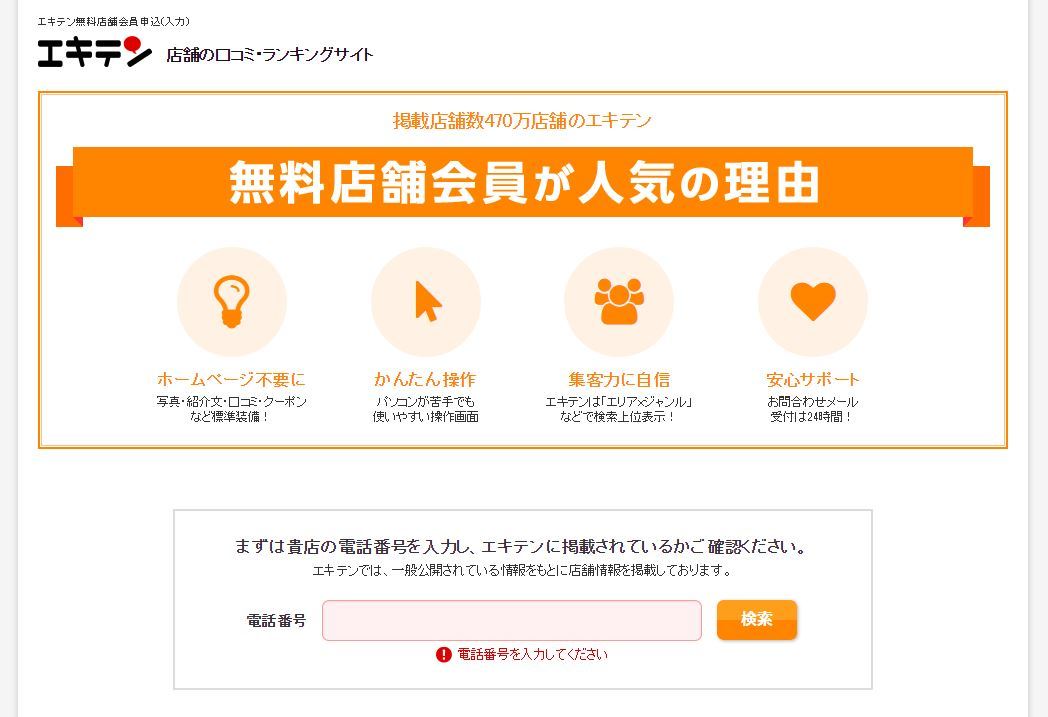 エキテン無料店舗会員申込(入力)
エキテン 店舗の口コミ・ランキングサイト
掲載店舗数470万店舗のエキテン
無料店舗会員が人気の理由
ホームページ不要に
写真・紹介文・口コミ・クーポン
など標準装備！
かんたん操作
パソコンが苦手でも
使いやすい操作画面
集客力に自信
エキテンは「エリア×ジャンル」
などで検索上位表示！
安心サポート
お問合わせメール
受付は24時間！
まずは貴店の電話番号を入力し、エキテンに掲載されているかご確認ください。
エキテンでは、一般公開されている情報をもとに店舗情報を掲載しております。
電話番号 検索
電話番号を入力してください